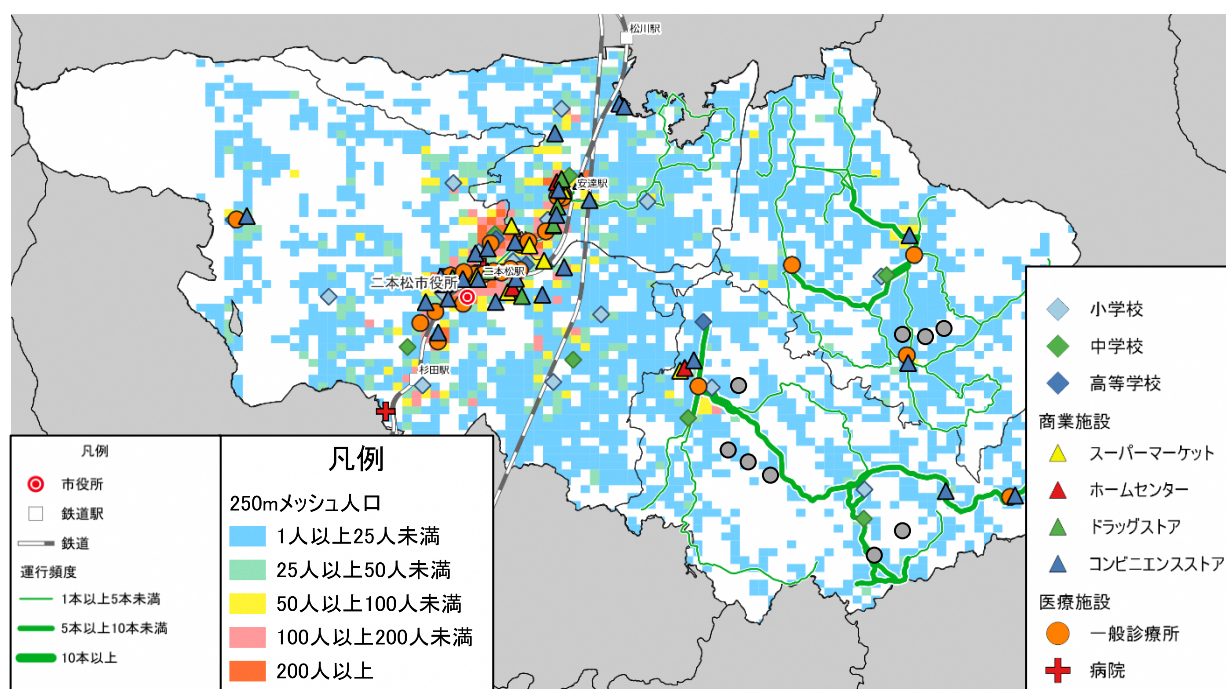 松川駅
安達駅
二本松駅
二本松市役所
杉田駅
凡例
市役所
鉄道駅
鉄道
運行頻度
1本以上5本未満
5本以上10本未満
10本以上
凡例
250mメッシュ人口
1人以上25人未満
25人以上50人未満
50人以上100人未満
100人以上200人未満
200人以上
小学校
中学校
高等学校
商業施設
スーパーマーケット
ホームセンター
ドラッグストア
コンビニエンスストア
医療施設
一般診療所
病院